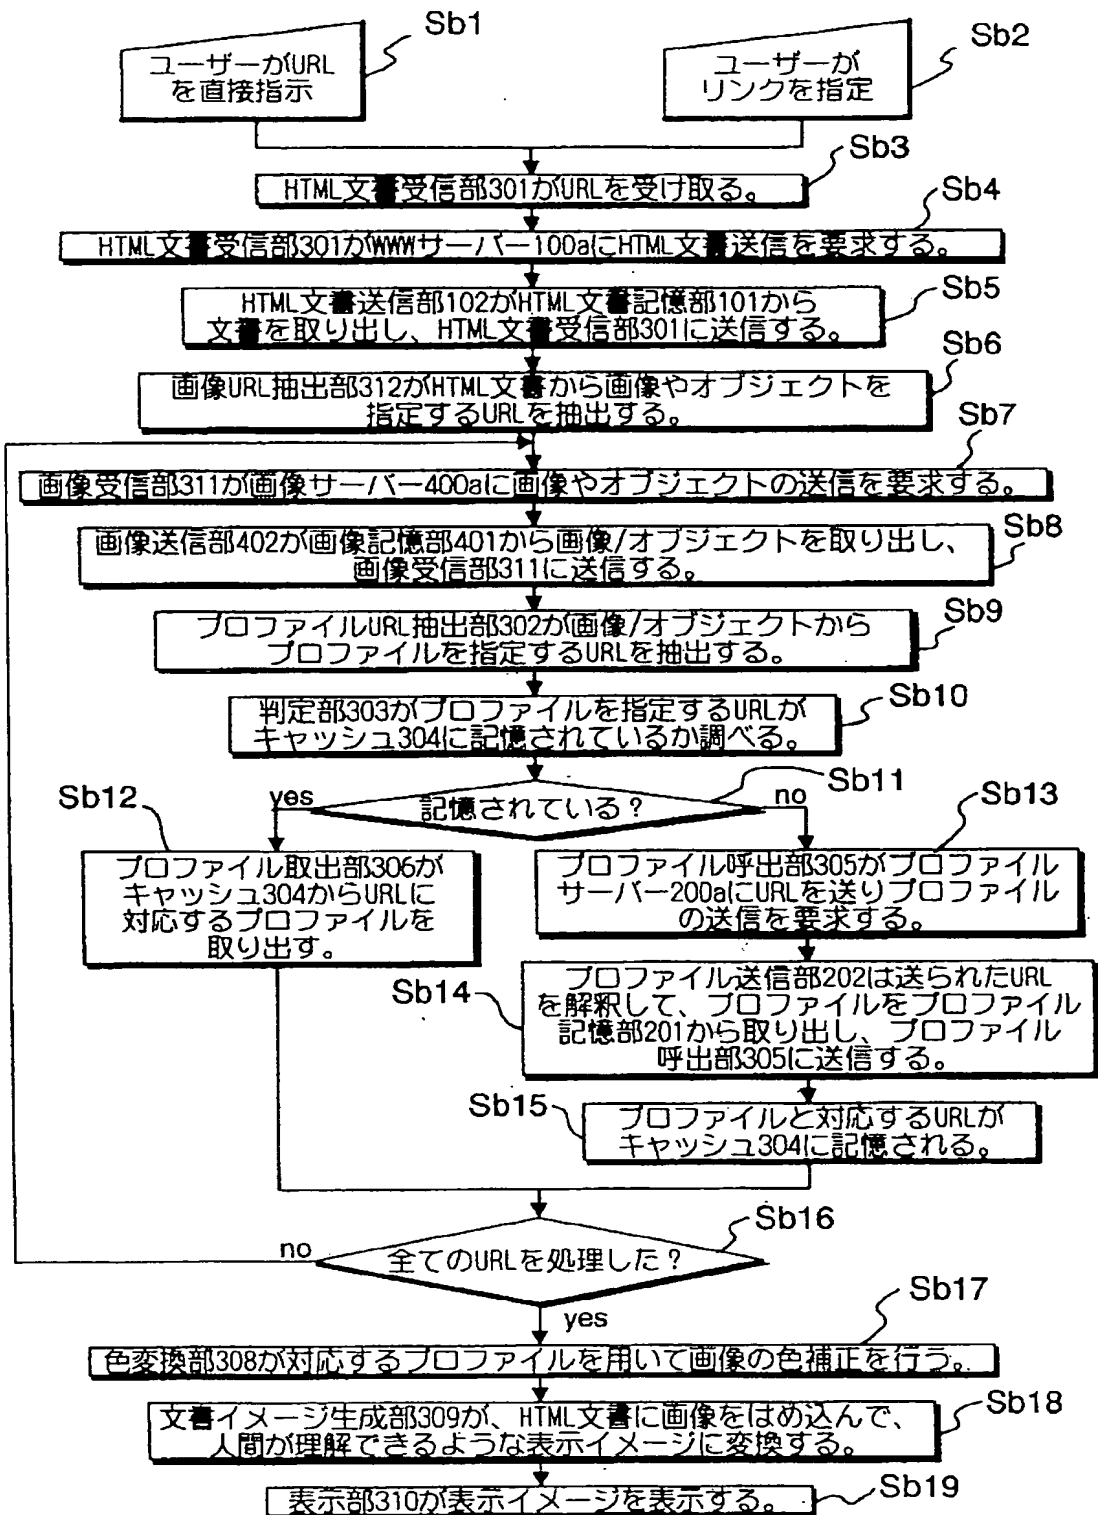 Sb1
ユーザーがURL
を直接指示
Sb2
ユーザーが
リンクを指定
Sb3
HTML文書受信部301がURLを受け取る。
Sb4
HTML文書受信部301がWWWサーバー100aにHTML文書送信を要求する。
Sb5
HTML文書送信部102がHTML文書記憶部101から
文書を取り出し、HTML文書受信部301に送信する。
Sb6
画像URL抽出部312がHTML文書から画像やオブジェクトを
指定するURLを抽出する。
Sb7
画像受信部311が画像サーバー400aに画像やオブジェクトの送信を要求する。
Sb8
画像送信部402が画像記憶部401から画像/オブジェクトを取り出し、
画像受信部311に送信する。
Sb9
プロファイルURL抽出部302が画像/オブジェクトから
プロファイルを指定するURLを抽出する。
Sb10
判定部303がプロファイルを指定するURLが
キャッシュ304に記憶されているか調べる。
Sb11
記憶されている?
yes
no
Sb12
プロファイル取出部306が
キャッシュ304からURLに
対応するプロファイルを
取り出す。
Sb13
プロファイル呼出部305がプロファイル
サーバー200aにURLを送りプロファイル
の送信を要求する。
Sb14
プロファイル送信部202は送られたURL
を解釈して、プロファイルをプロファイル
記憶部201から取り出し、プロファイル
呼出部305に送信する。
Sb15
プロファイルと対応するURLが
キャッシュ304に記憶される。
Sb16
全てのURLを処理した?
no
yes
Sb17
色変換部308が対応するプロファイルを用いて画像の色補正を行う。
Sb18
文書イメージ生成部309が、HTML文書に画像をはめ込んで、
人間が理解できるような表示イメージに変換する。
Sb19
表示部310が表示イメージを表示する。